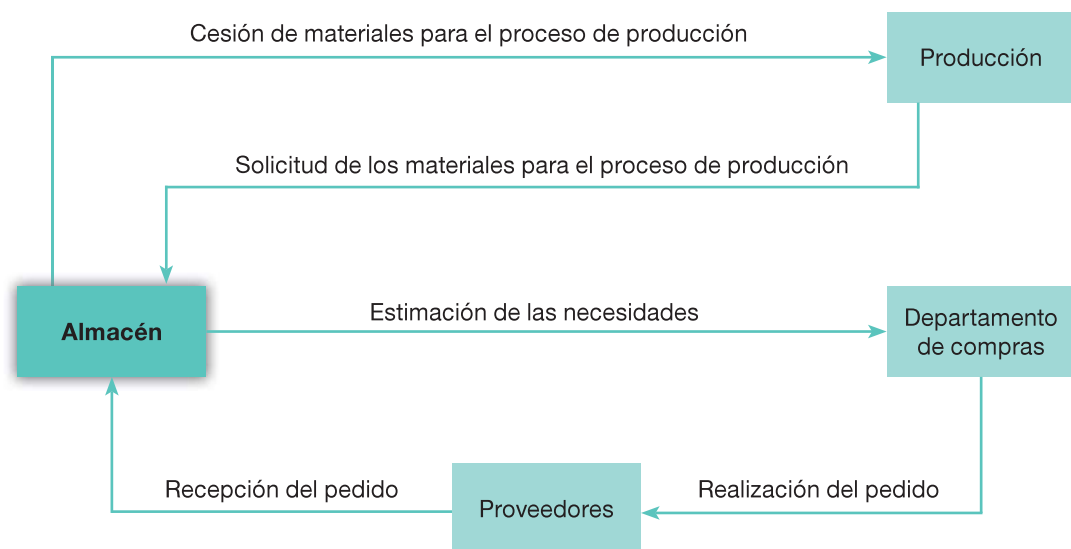 Cesión de materiales para el proceso de producción
Producción
Solicitud de los materiales para el proceso de producción
Almacén
Estimación de las necesidades
Departamento
de compras
Recepción del pedido
Proveedores
Realización del pedido